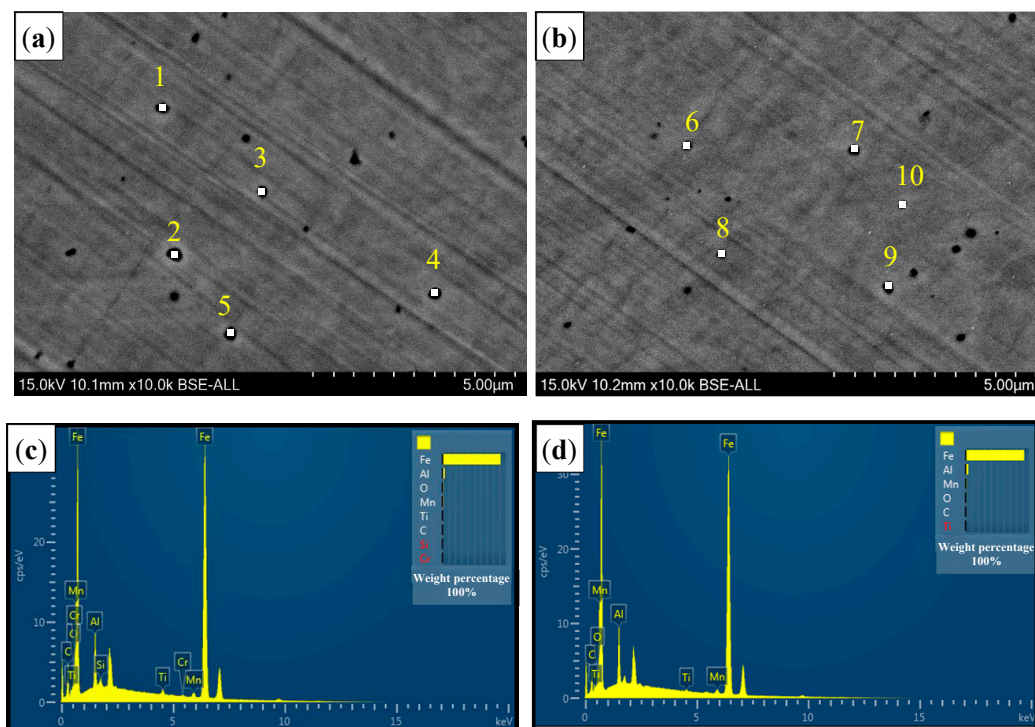 (a)
1
3
2
4
5
15.0kV 10.1mm x10.0k BSE-ALL 5.00µm
(b)
6
7
10
8
9
15.0kV 10.2mm x10.0k BSE-ALL 5.00µm
(c)
Fe
Fe
Fe
Al
O
Mn
Ti
C
Si
Cr
Weight percentage
100%
20
cps/eV
Mn
Cr
O
Al
10
C
Si
Ti
Ti
Cr
Mn
0
0 5 10 15 keV
(d)
Fe
Fe
Fe
Al
Mn
O
C
Ti
Weight percentage
100%
30
20
cps/eV
Mn
Al
10
O
C
Ti
Ti
Mn
0
0 5 10 15 keV